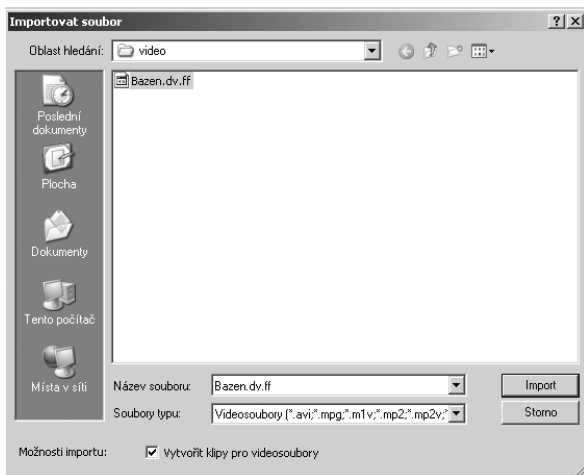 Importovat soubor
Oblast hledání: video
Bazen.dv.ff
Poslední
dokumenty
Plocha
Dokumenty
Tento počítač
Místa v síti
Název souboru: Bazen.dv.ff Import
Soubory typu: Videosoubory (*.avi;*.mpg;*.m1v;*.mp2;*.mp2v;* Storno
Možnosti importu: Vytvořit klipy pro videosoubory